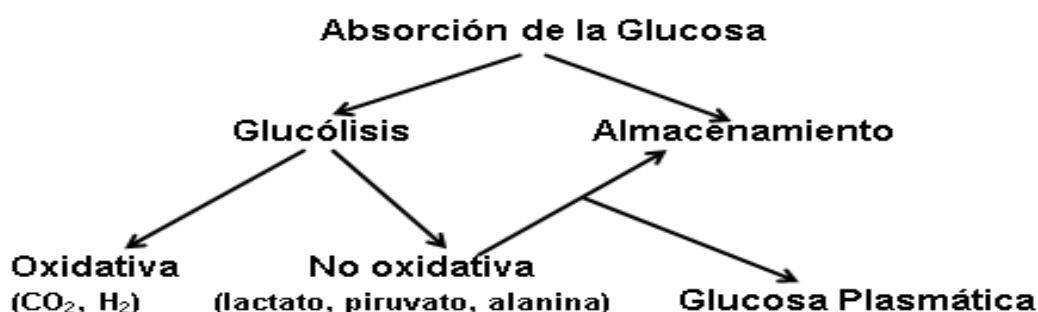 Absorción de la Glucosa
Glucólisis Almacenamiento
Oxidativa No oxidativa
(CO₂, H₂) (lactato, piruvato, alanina) Glucosa Plasmática